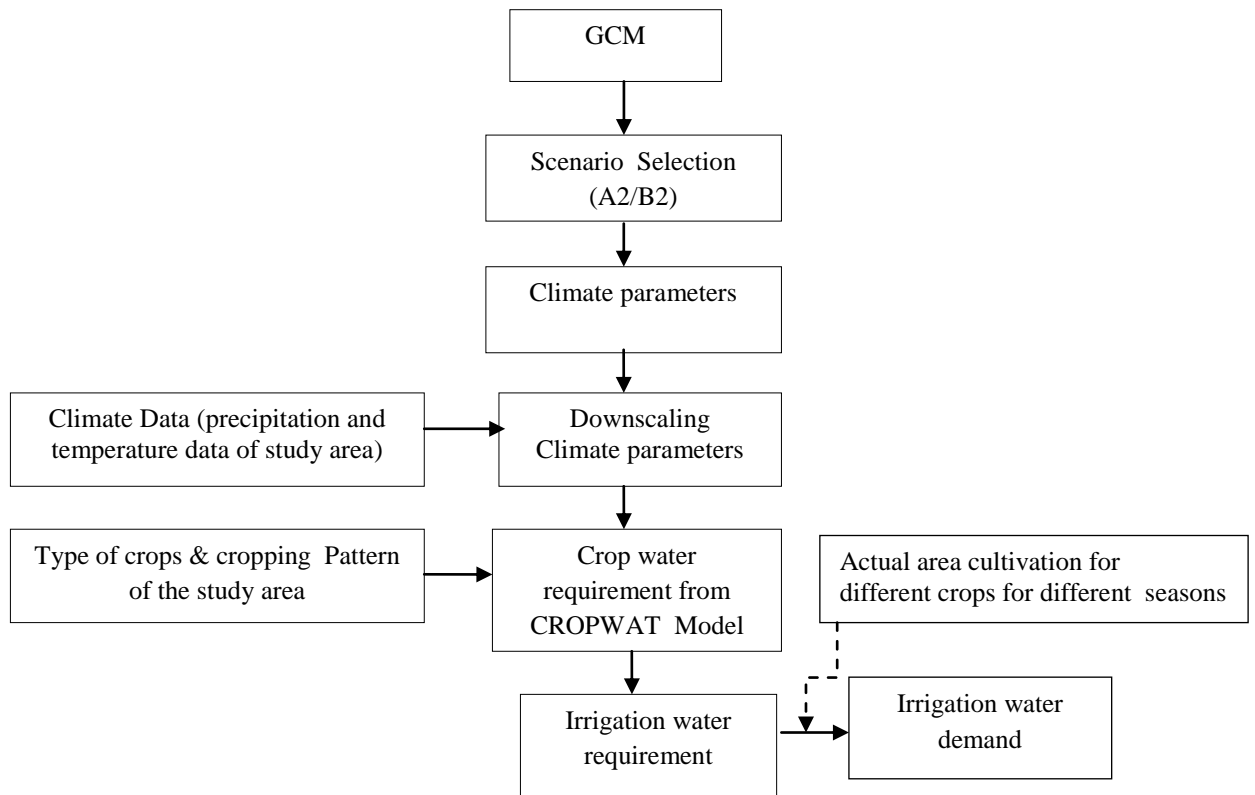 GCM
Scenario Selection
(A2/B2)
Climate parameters
Climate Data (precipitation and
temperature data of study area)
Downscaling
Climate parameters
Type of crops & cropping Pattern
of the study area
Crop water
requirement from
CROPWAT Model
Actual area cultivation for
different crops for different seasons
Irrigation water
requirement
Irrigation water
demand